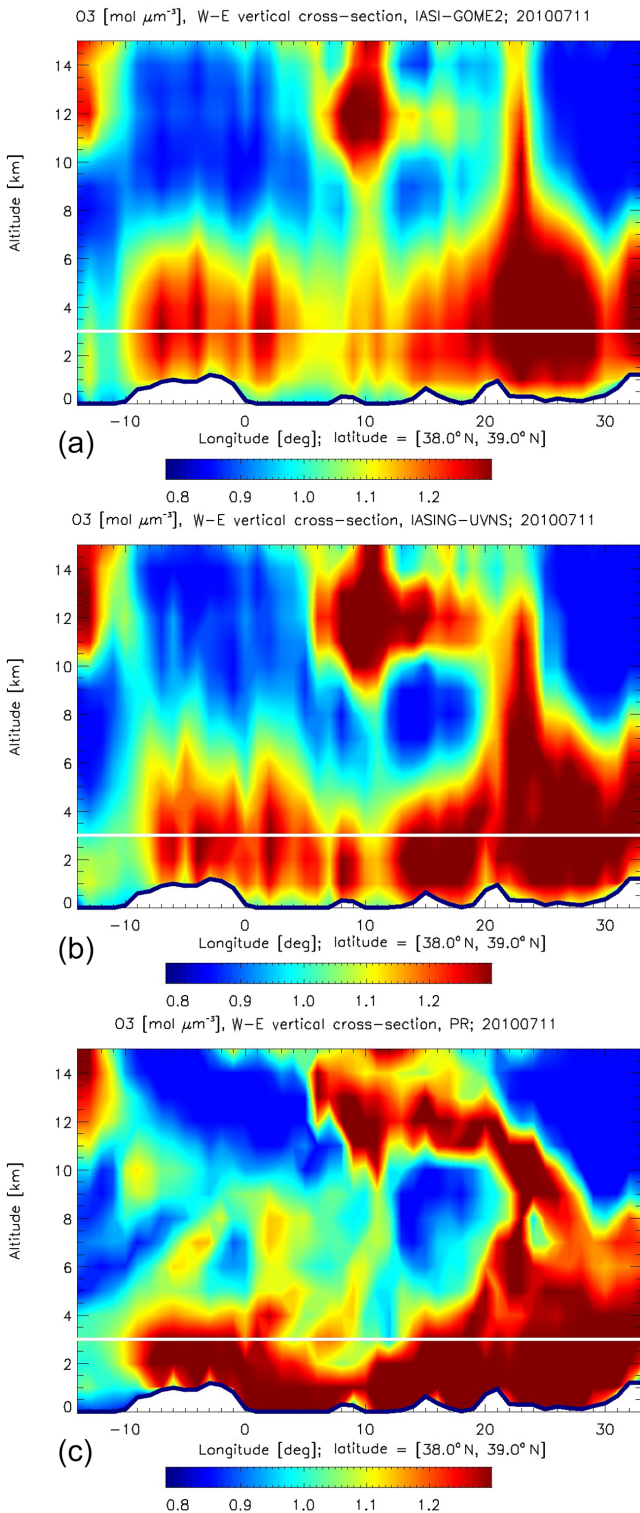 O3 [mol μm⁻³], W-E vertical cross-section, IASI-GOME2; 20100711
14
12
10
8
6
4
2
0
Altitude [km]
-10 0 10 20 30
Longitude [deg]; latitude = [38.0°N, 39.0°N]
(a)
0.8 0.9 1.0 1.1 1.2
O3 [mol μm⁻³], W-E vertical cross-section, IASING-UVNS; 20100711
14
12
10
8
6
4
2
0
Altitude [km]
-10 0 10 20 30
Longitude [deg]; latitude = [38.0°N, 39.0°N]
(b)
0.8 0.9 1.0 1.1 1.2
O3 [mol μm⁻³], W-E vertical cross-section, PR; 20100711
14
12
10
8
6
4
2
0
Altitude [km]
-10 0 10 20 30
Longitude [deg]; latitude = [38.0°N, 39.0°N]
(c)
0.8 0.9 1.0 1.1 1.2